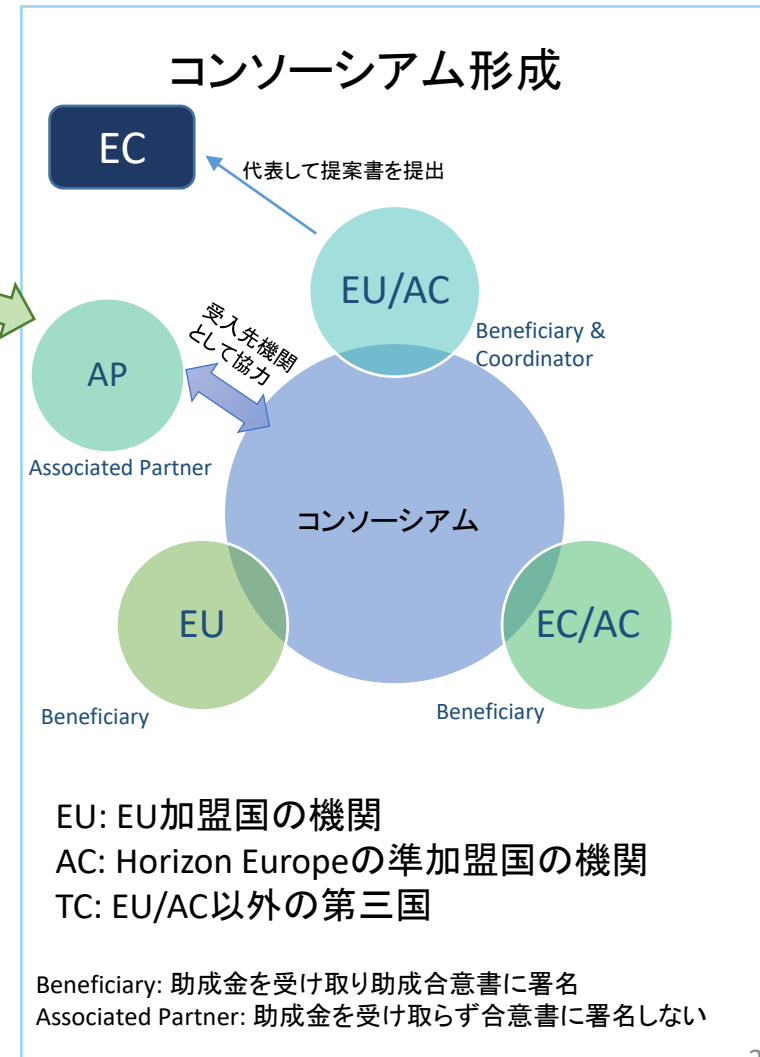 コンソーシアム形成
EC
代表して提案書を提出
EU/AC
Beneficiary &
Coordinator
受入先機関
として協力
AP
Associated Partner
コンソーシアム
EU
EC/AC
Beneficiary
Beneficiary
EU: EU加盟国の機関
AC: Horizon Europeの準加盟国の機関
TC: EU/AC以外の第三国
Beneficiary: 助成金を受け取り助成合意書に署名
Associated Partner: 助成金を受け取らず合意書に署名しない